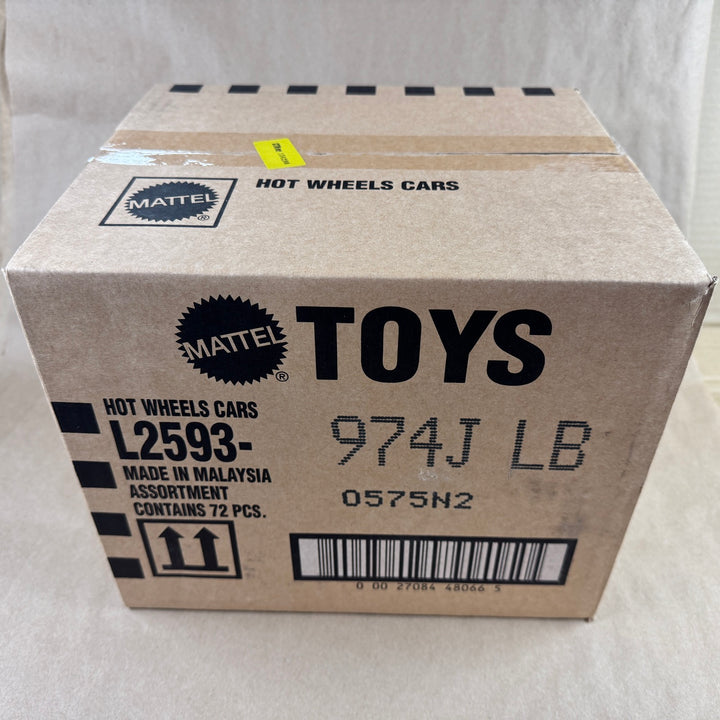 MATTEL
®
HOT WHEELS CARS
MATTEL
®
TOYS
HOT WHEELS CARS
L2593-
974J LB
MADE IN MALAYSIA
ASSORTMENT
CONTAINS 72 PCS.
0575N2
0 00 27084 48066 5